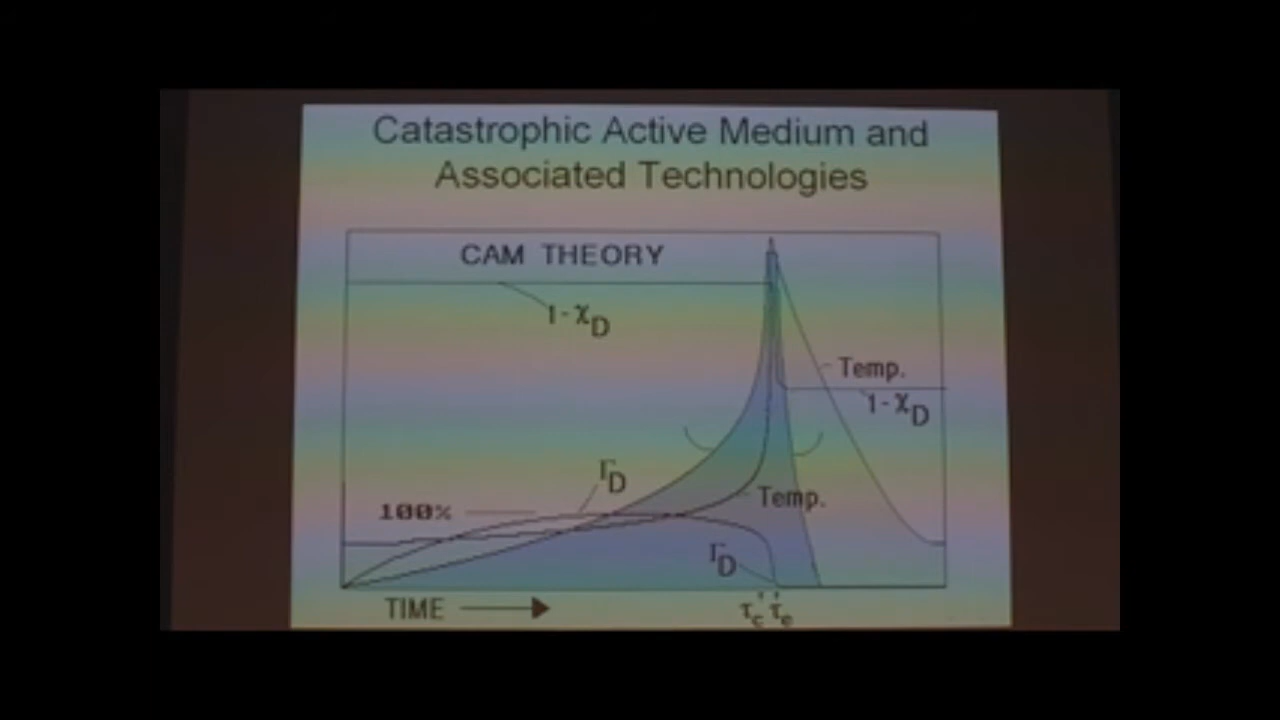 Catastrophic Active Medium and
Associated Technologies
CAM THEORY
1-χD
Temp.
1-χD
ΓD
100%
Temp.
ΓD
TIME
τc' τe'